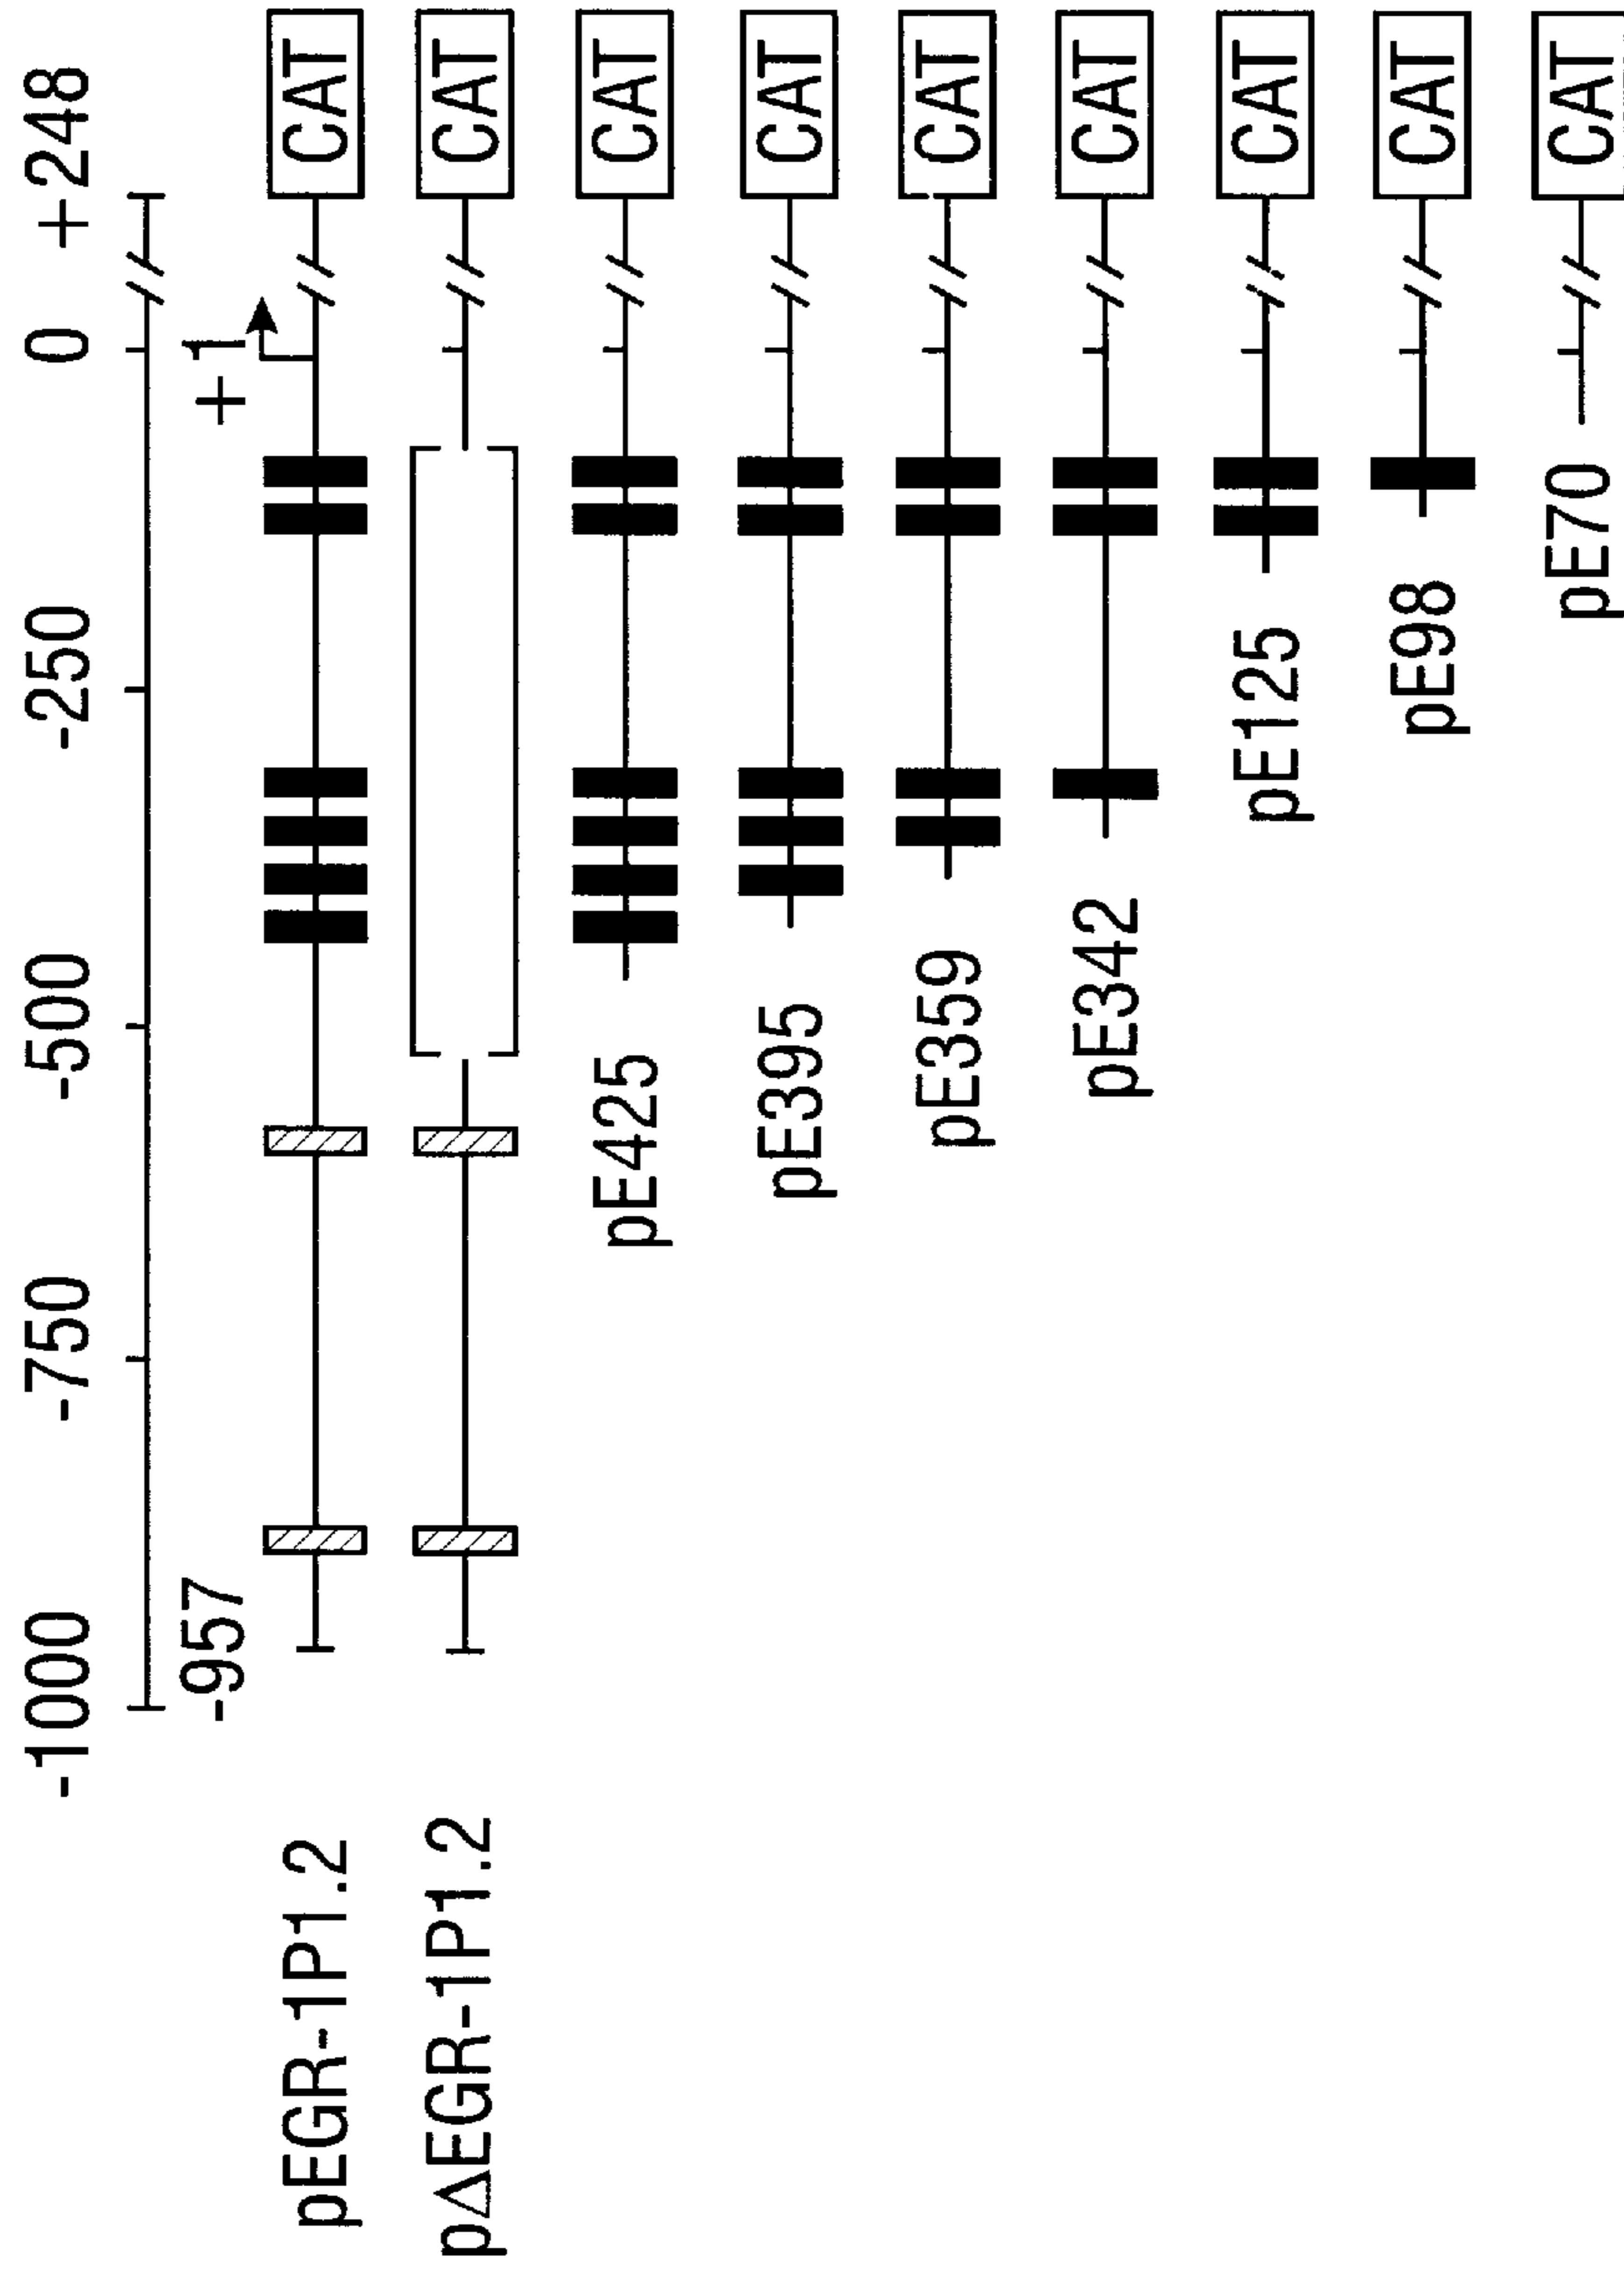 -1000 -750 -500 -250 0 +248
-957 +1
pEGR-1P1.2 CAT
pΔEGR-1P1.2 CAT
pE425 CAT
pE395 CAT
pE359 CAT
pE342 CAT
pE125 CAT
pE98 CAT
pE70 CAT